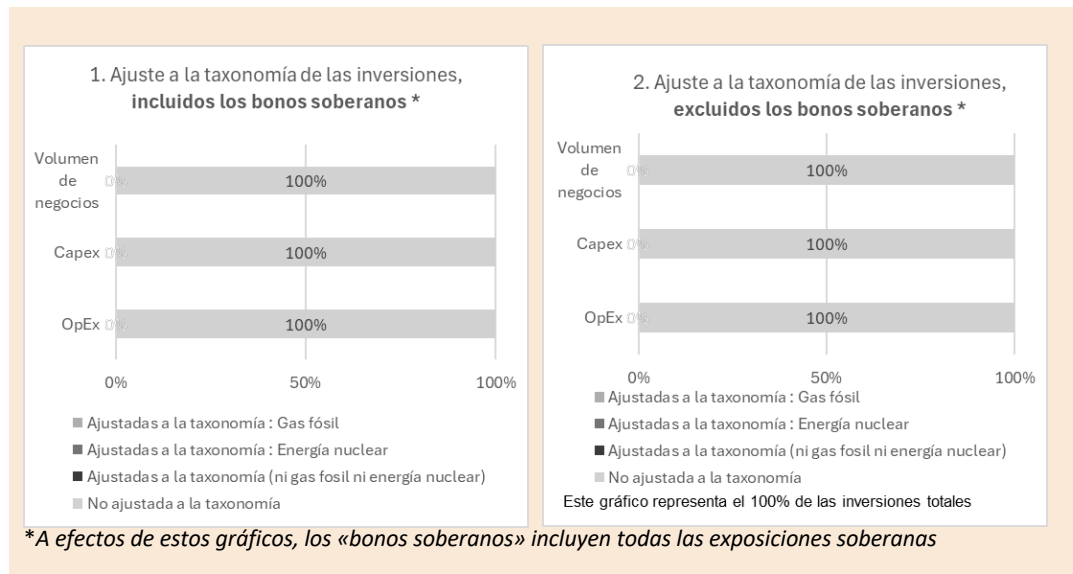 1. Ajuste a la taxonomía de las inversiones,
incluidos los bonos soberanos *
Volumen
de
negocios
0%
100%
Capex
0%
100%
OpEx
0%
100%
0%
50%
100%
Ajustadas a la taxonomía : Gas fósil
Ajustadas a la taxonomía : Energía nuclear
Ajustadas a la taxonomía (ni gas fosil ni energía nuclear)
No ajustada a la taxonomía
2. Ajuste a la taxonomía de las inversiones,
excluidos los bonos soberanos *
Volumen
de
negocios
0%
100%
Capex
0%
100%
OpEx
0%
100%
0%
50%
100%
Ajustadas a la taxonomía : Gas fósil
Ajustadas a la taxonomía : Energía nuclear
Ajustadas a la taxonomía (ni gas fosil ni energía nuclear)
No ajustada a la taxonomía
Este gráfico representa el 100% de las inversiones totales
*A efectos de estos gráficos, los «bonos soberanos» incluyen todas las exposiciones soberanas